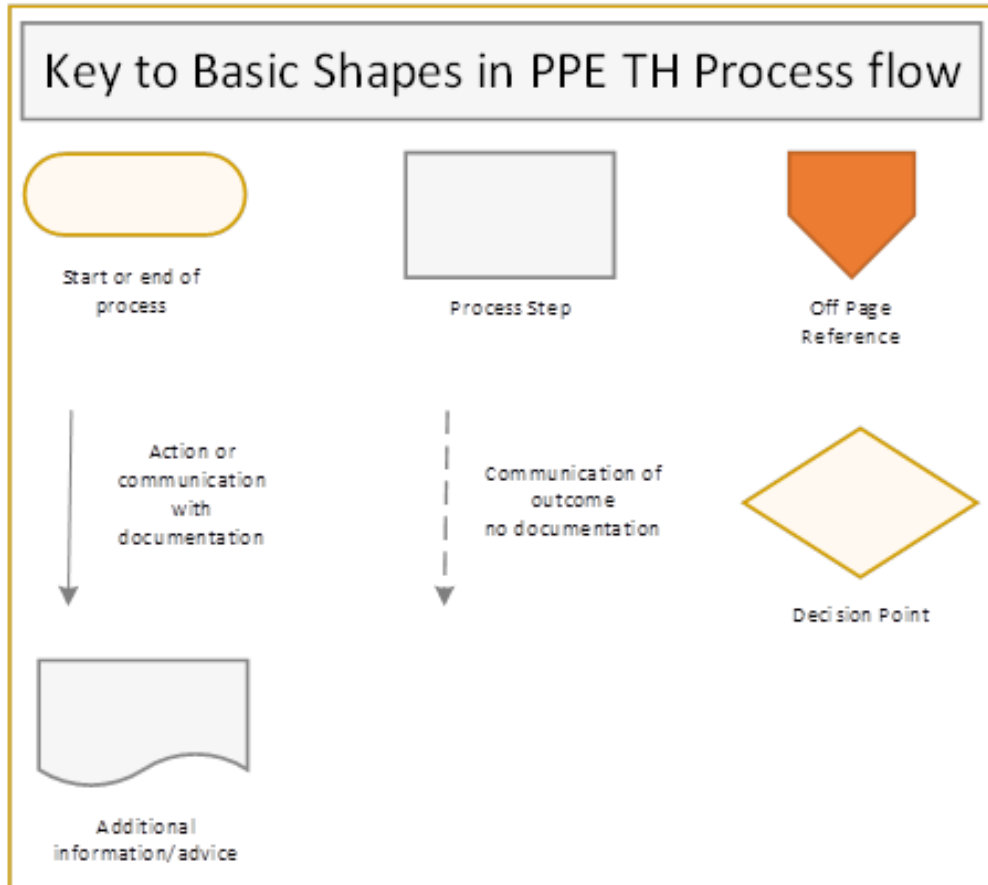 Key to Basic Shapes in PPE TH Process flow
Start or end of
process
Process Step
Off Page
Reference
Action or
communication
with
documentation
Communication of
outcome
no documentation
Decision Point
Additional
information/advice